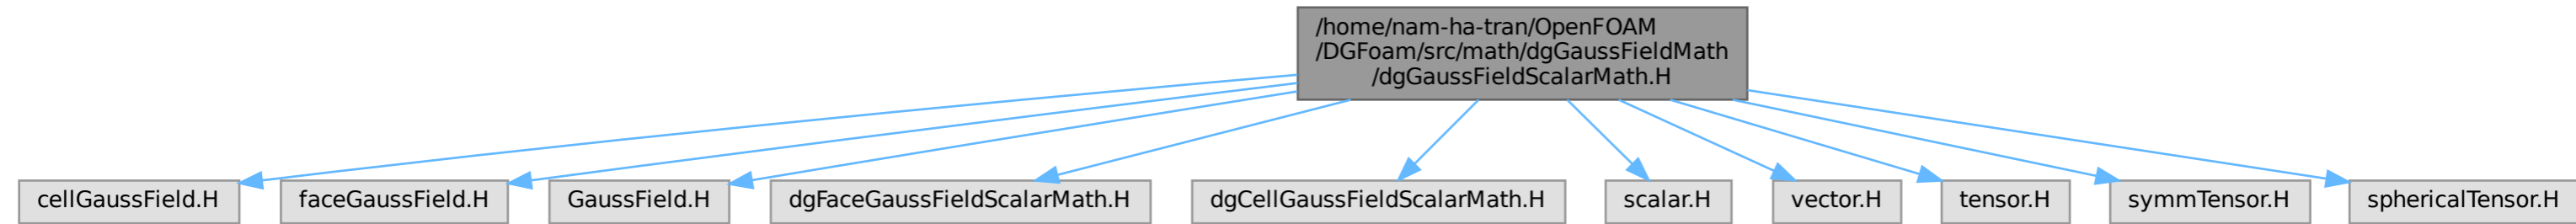 /home/nam-ha-tran/OpenFOAM
/DGFoam/src/math/dgGaussFieldMath
/dgGaussFieldScalarMath.H
cellGaussField.H
faceGaussField.H
GaussField.H
dgFaceGaussFieldScalarMath.H
dgCellGaussFieldScalarMath.H
scalar.H
vector.H
tensor.H
symmTensor.H
sphericalTensor.H